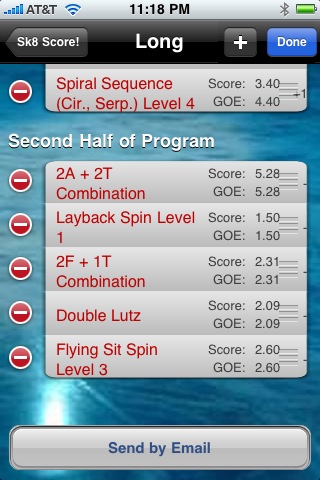 AT&T 11:18 PM
Sk8 Score! Long + Done
Spiral Sequence Score: 3.40
(Cir., Serp.) Level 4 GOE: 4.40 +1
Second Half of Program
2A + 2T Score: 5.28
Combination GOE: 5.28
Layback Spin Level Score: 1.50
1 GOE: 1.50
2F + 1T Score: 2.31
Combination GOE: 2.31
Double Lutz Score: 2.09
GOE: 2.09
Flying Sit Spin Score: 2.60
Level 3 GOE: 2.60
Send by Email